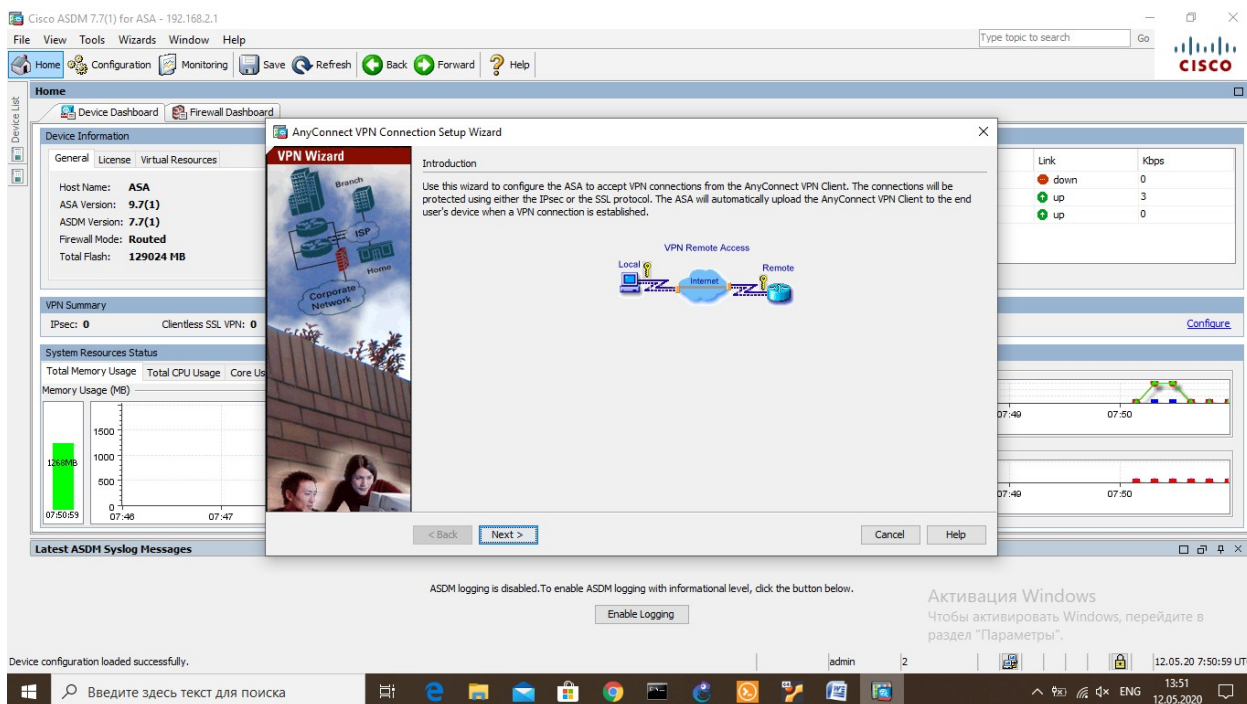 Cisco ASDM 7.7(1) for ASA - 192.168.2.1
File View Tools Wizards Window Help
Type topic to search Go
CISCO
Home Configuration Monitoring Save Refresh Back Forward Help
Device List
Home
Device Dashboard Firewall Dashboard
Device Information
General License Virtual Resources
Host Name: ASA
ASA Version: 9.7(1)
ASDM Version: 7.7(1)
Firewall Mode: Routed
Total Flash: 129024 MB
VPN Summary
IPsec: 0 Clientless SSL VPN: 0
System Resources Status
Total Memory Usage Total CPU Usage Core Us
Memory Usage (MB)
1500
1000
500
0
1268MB
07:50:59
07:46 07:47
AnyConnect VPN Connection Setup Wizard
VPN Wizard
Branch
ISP
Home
Corporate
Network
Introduction
Use this wizard to configure the ASA to accept VPN connections from the AnyConnect VPN Client. The connections will be
protected using either the IPsec or the SSL protocol. The ASA will automatically upload the AnyConnect VPN Client to the end
user's device when a VPN connection is established.
VPN Remote Access
Local
Internet
Remote
< Back Next > Cancel Help
Link Kbps
down 0
up 3
up 0
Configure
07:49 07:50
07:49 07:50
Latest ASDM Syslog Messages
ASDM logging is disabled.To enable ASDM logging with informational level, click the button below.
Enable Logging
Активация Windows
Чтобы активировать Windows, перейдите в
раздел "Параметры".
Device configuration loaded successfully.
admin 2 12.05.20 7:50:59 UT
Введите здесь текст для поиска
ENG
13:51
12.05.2020